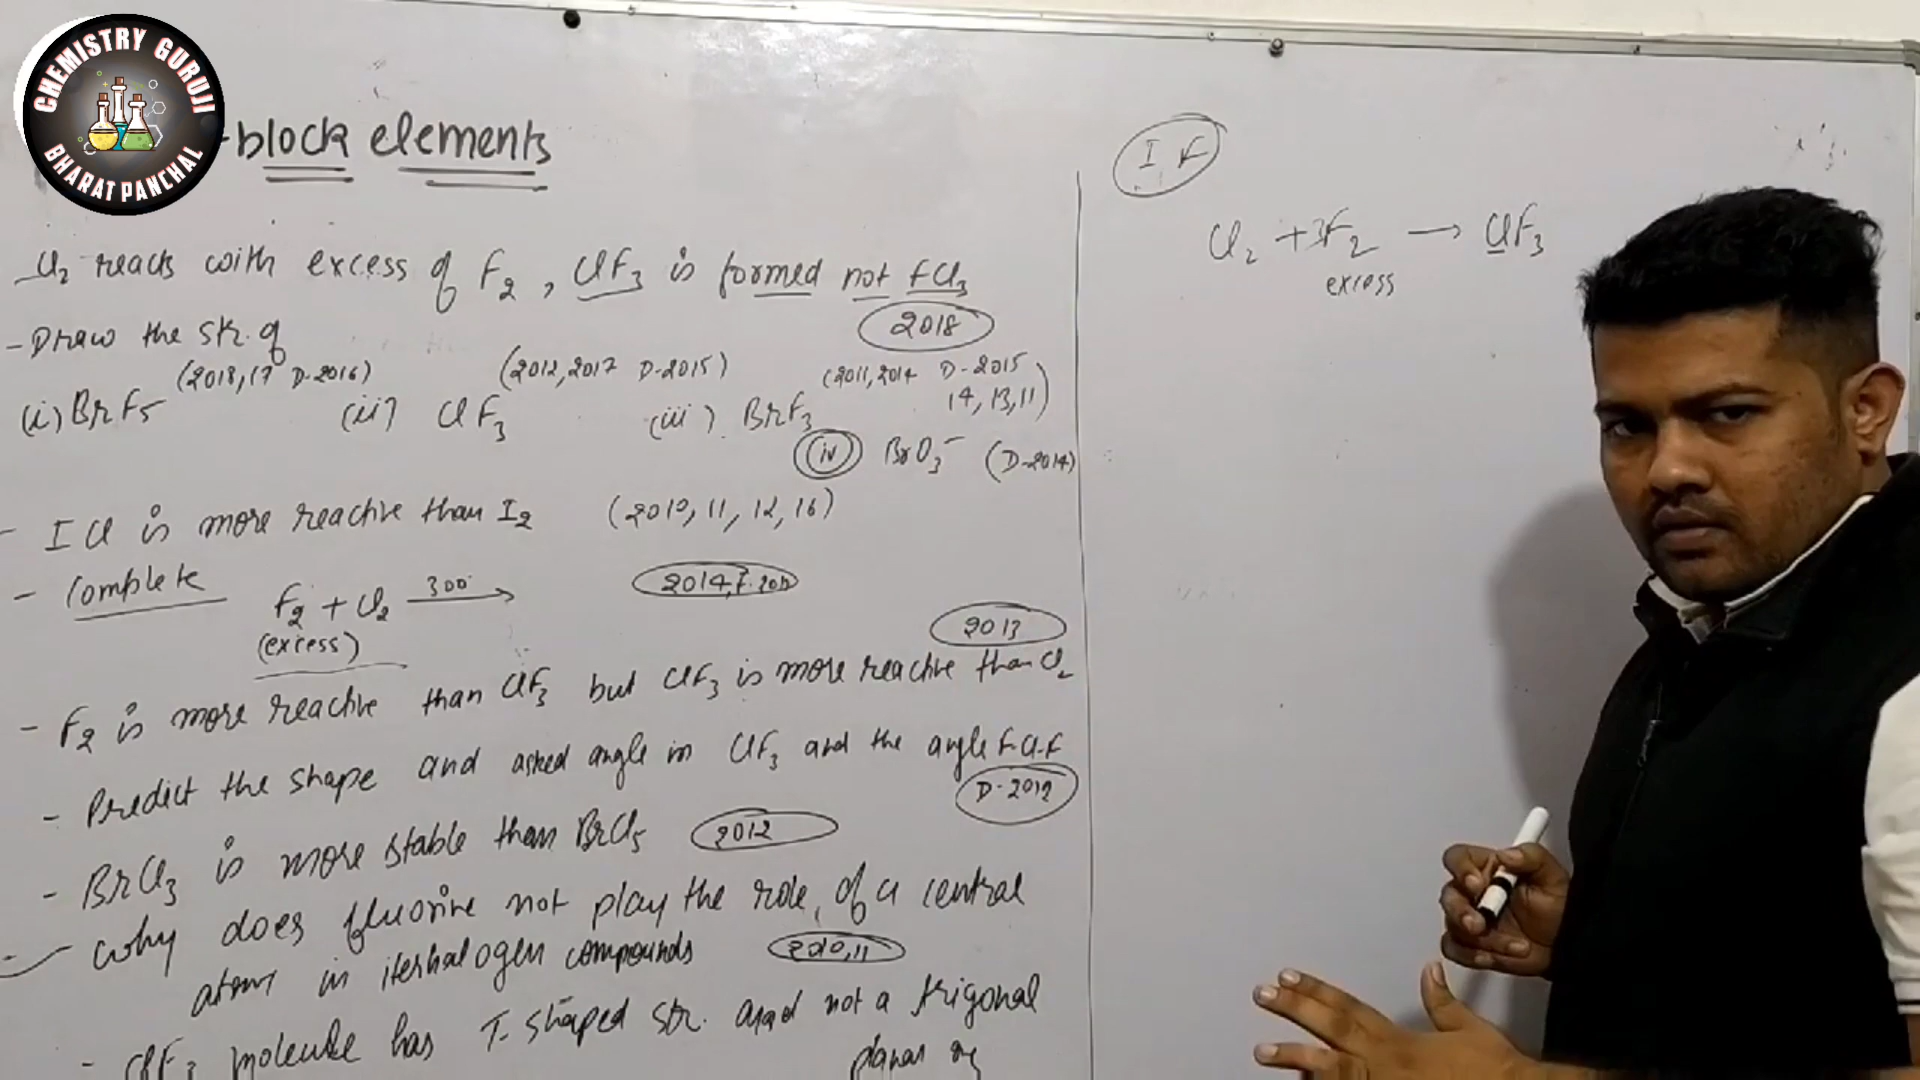 CHEMISTRY GURUJI
BHARAT PANCHAL
-block elements
Cl2 reacts with excess of F2, ClF3 is formed not FCl3
2018
- Draw the str. of
(2018, 17 D-2016) (2012, 2017 D-2015) (2011, 2014 D-2015
14, 13, 11)
(i) BrF5 (ii) ClF3 (iii) BrF3
(iv) BrO3- (D-2014)
- ICl is more reactive than I2 (2010, 11, 12, 16)
- Complete F2 + Cl2 300° → 2014,
(excess)
2013
- F2 is more reactive than ClF3 but ClF3 is more reactive than Cl2
- Predict the shape and asked angle in ClF3 and the angle F-Cl-F
D-2012
- BrCl3 is more stable than BrCl5 2012
- Why does fluorine not play the role of a central
atom in iterhalogen compounds 2010,11
- ClF3 molecule has T-shaped str. and not a trigonal
planar
I F
Cl2 + 3F2 → ClF3
excess